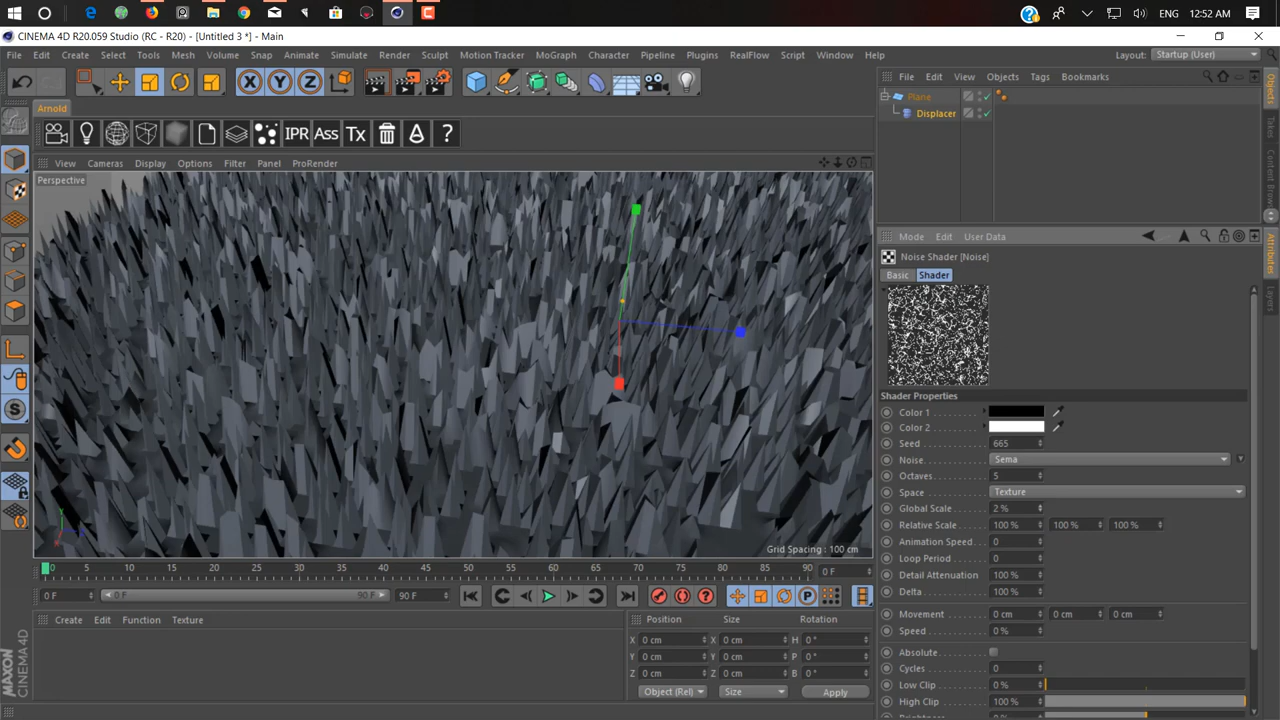 ENG 12:52 AM
CINEMA 4D R20.059 Studio (RC - R20) - [Untitled 3 *] - Main
File Edit Create Select Tools Mesh Volume Snap Animate Simulate Render Sculpt Motion Tracker MoGraph Character Pipeline Plugins RealFlow Script Window Help Layout: Startup (User)
X Y Z
File Edit View Objects Tags Bookmarks
Plane
Displacer
Arnold
IPR Ass Tx ?
View Cameras Display Options Filter Panel ProRender
Perspective
Grid Spacing : 100 cm
Objects
Takes
Content Brows
Attributes
Layers
Mode Edit User Data
Noise Shader [Noise]
Basic Shader
Shader Properties
Color 1
Color 2
Seed 665
Noise. Sema
Octaves 5
Space Texture
Global Scale 2 %
Relative Scale 100 % 100 % 100 %
Animation Speed. 0
Loop Period 0
Detail Attenuation 100 %
Delta 100 %
Movement 0 cm 0 cm 0 cm
Speed 0 %
Absolute
Cycles 0
Low Clip 0 %
High Clip 100 %
0 5 10 15 20 25 30 35 40 45 50 55 60 65 70 75 80 85 90 0 F
0 F 0 F 90 F 90 F
Create Edit Function Texture
Position Size Rotation
X 0 cm X 0 cm H 0 °
Y 0 cm Y 0 cm P 0 °
Z 0 cm Z 0 cm B 0 °
Object (Rel) Size Apply
MAXON CINEMA 4D